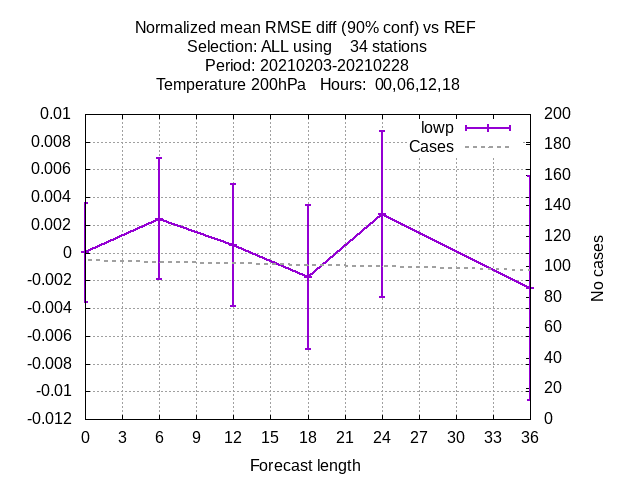 Normalized mean RMSE diff (90% conf) vs REF
Selection: ALL using    34 stations
Period: 20210203-20210228
Temperature 200hPa   Hours:  00,06,12,18
lowp
Cases
0.01
0.008
0.006
0.004
0.002
0
-0.002
-0.004
-0.006
-0.008
-0.01
-0.012
200
180
160
140
120
100
80
60
40
20
0
No cases
0 3 6 9 12 15 18 21 24 27 30 33 36
Forecast length